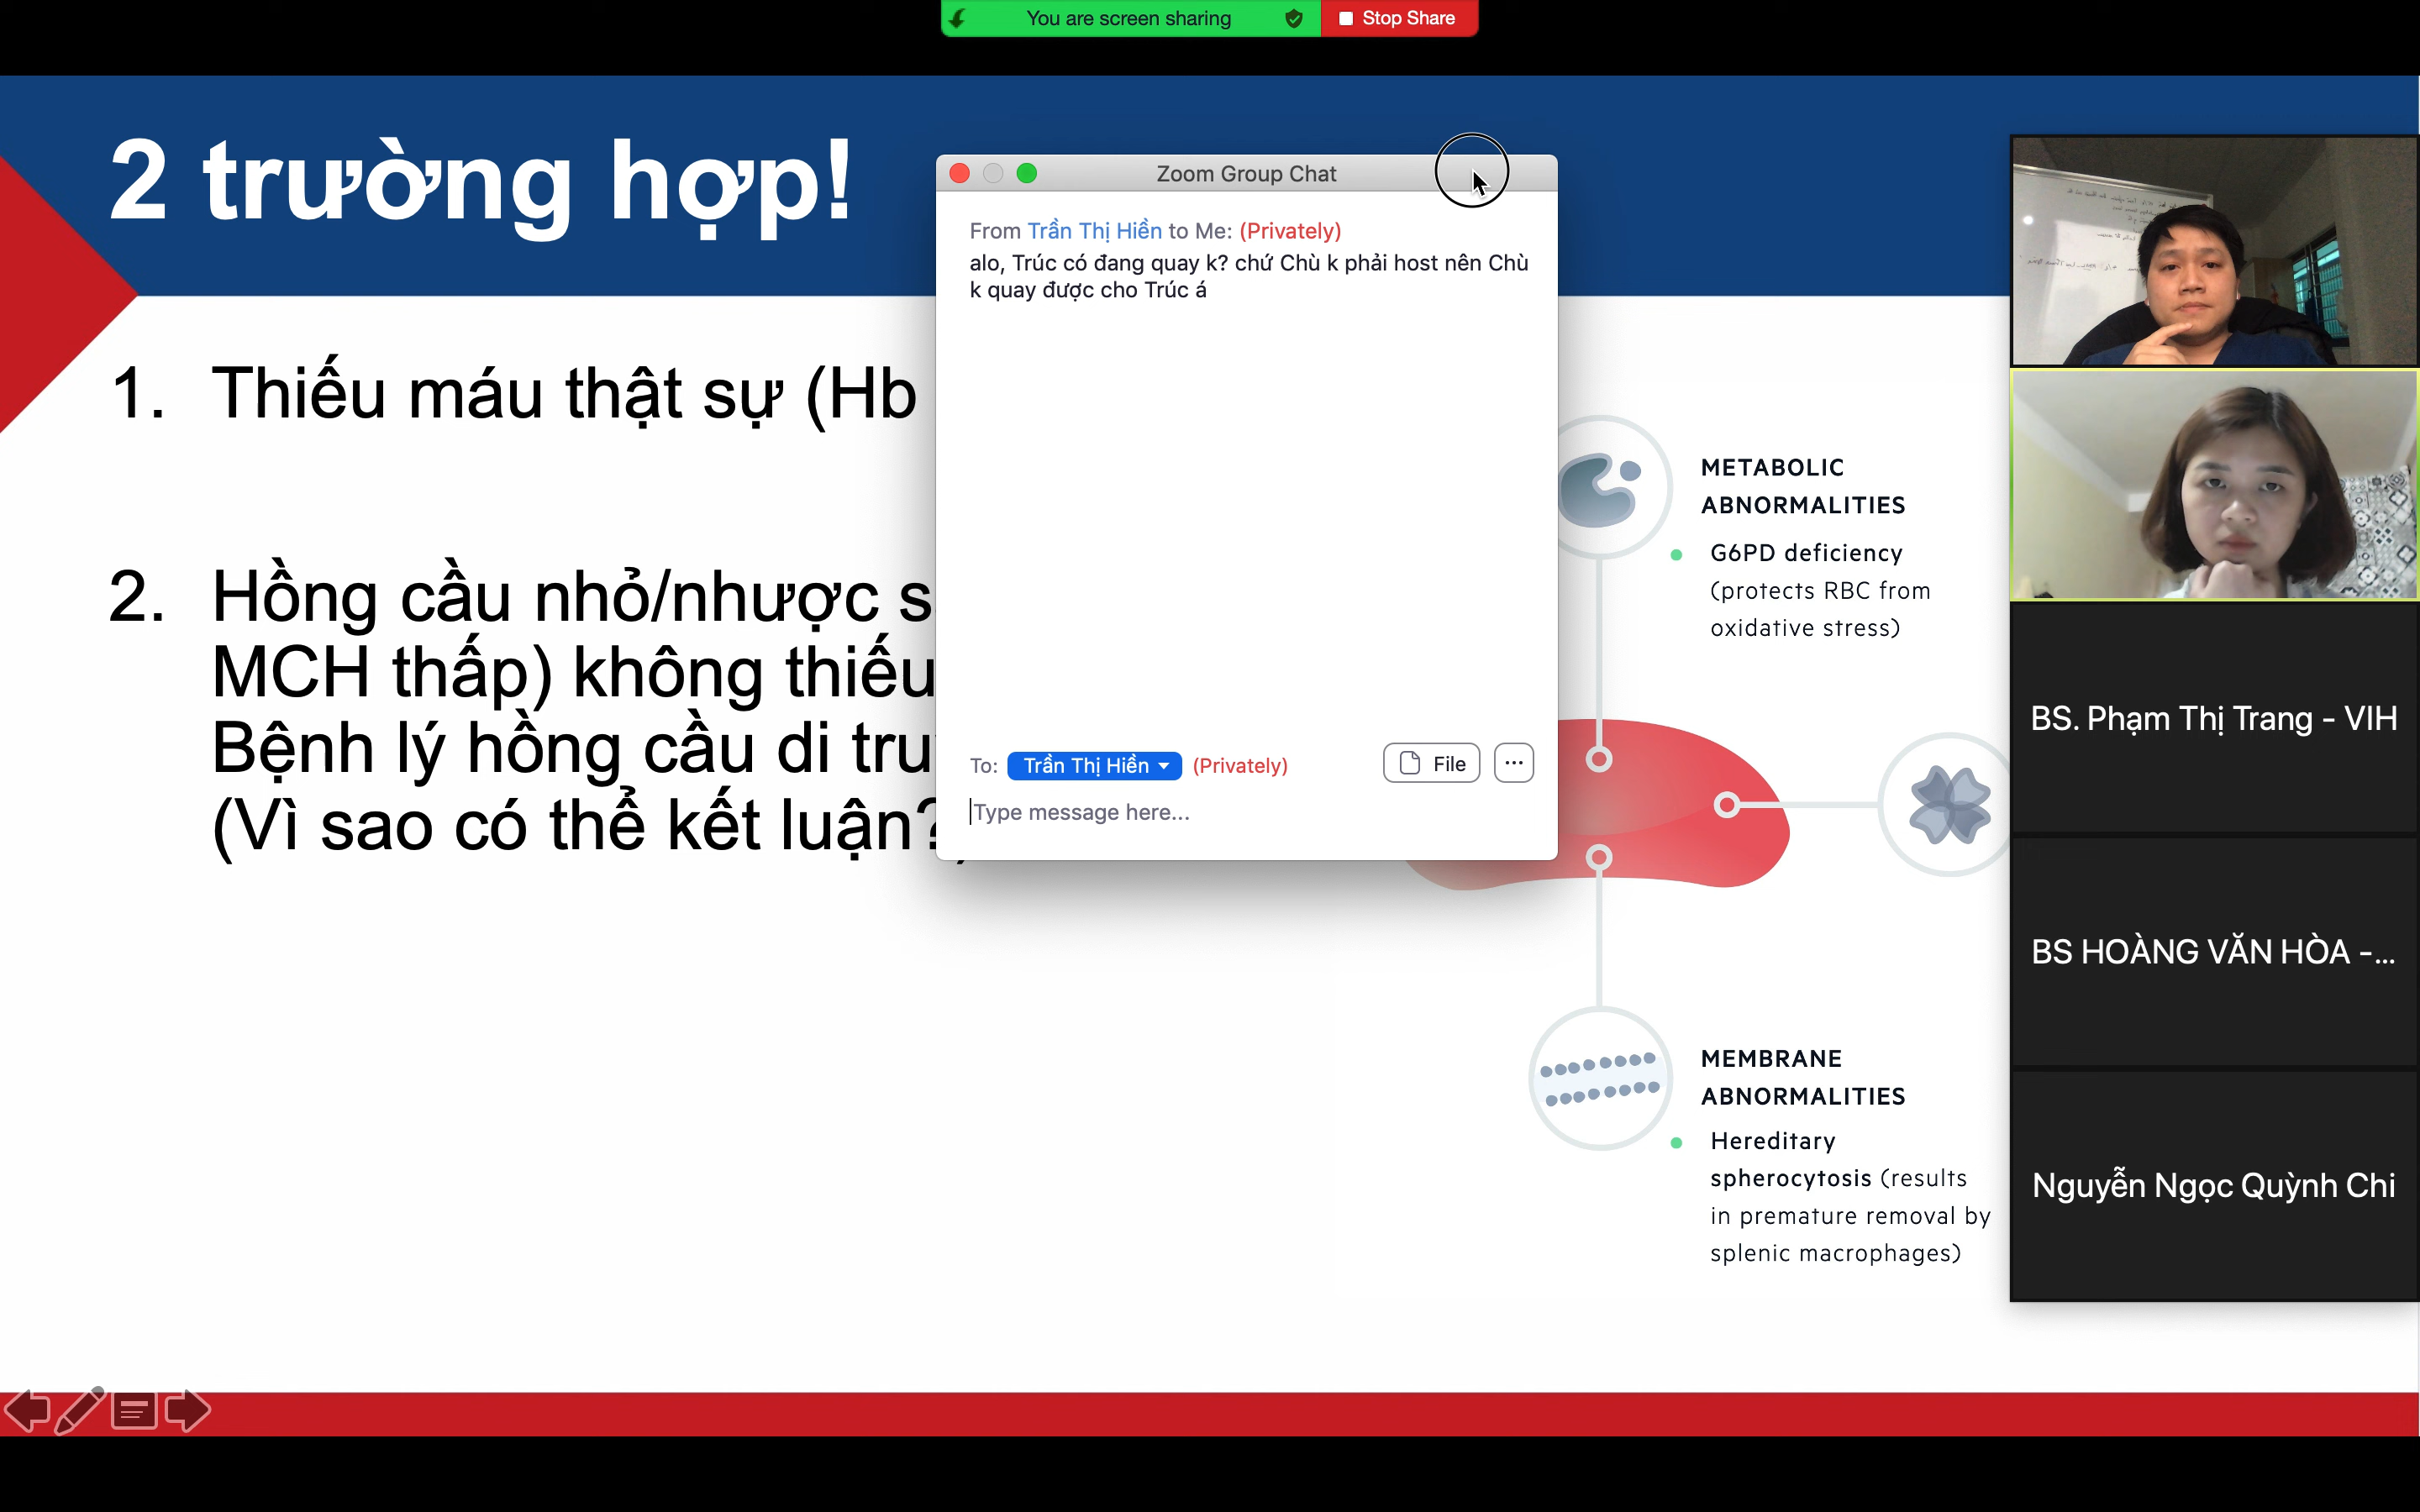 You are screen sharing
Stop Share
2 trường hợp!
1. Thiếu máu thật sự (Hb
2. Hồng cầu nhỏ/nhược s
MCH thấp) không thiếu
Bệnh lý hồng cầu di tru
(Vì sao có thể kết luận?)
Zoom Group Chat
From Trần Thị Hiền to Me: (Privately)
alo, Trúc có đang quay k? chứ Chù k phải host nên Chù
k quay được cho Trúc á
To: Trần Thị Hiền (Privately)
File
Type message here...
METABOLIC
ABNORMALITIES
G6PD deficiency
(protects RBC from
oxidative stress)
MEMBRANE
ABNORMALITIES
Hereditary
spherocytosis (results
in premature removal by
splenic macrophages)
BS. Phạm Thị Trang - VIH
BS HOÀNG VĂN HÒA -...
Nguyễn Ngọc Quỳnh Chi